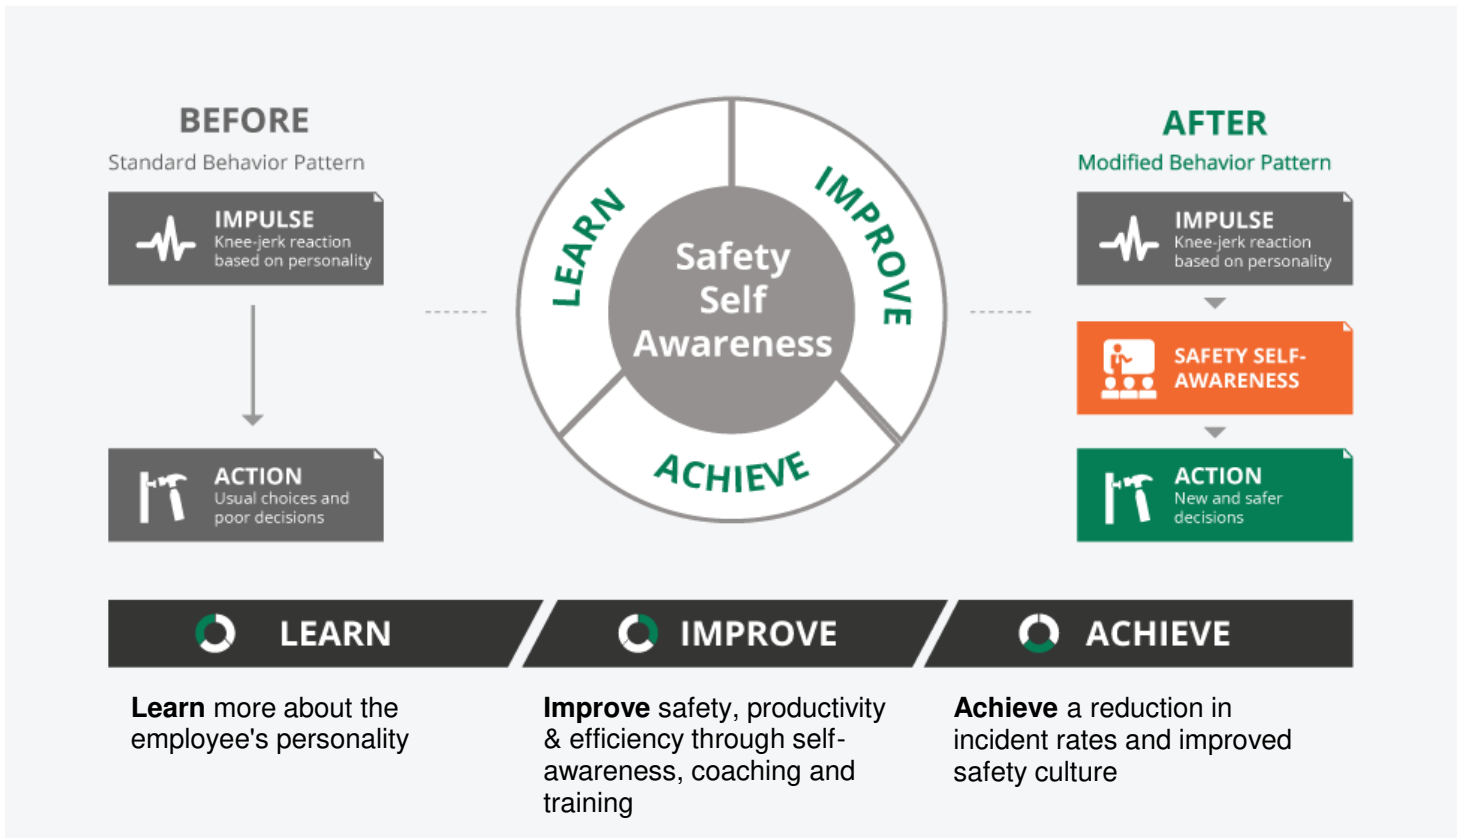 BEFORE
Standard Behavior Pattern
IMPULSE
Knee-jerk reaction
based on personality
ACTION
Usual choices and
poor decisions
LEARN
IMPROVE
ACHIEVE
Safety
Self
Awareness
AFTER
Modified Behavior Pattern
IMPULSE
Knee-jerk reaction
based on personality
SAFETY SELF-
AWARENESS
ACTION
New and safer
decisions
LEARN
Learn more about the
employee's personality
IMPROVE
Improve safety, productivity
& efficiency through self-
awareness, coaching and
training
ACHIEVE
Achieve a reduction in
incident rates and improved
safety culture